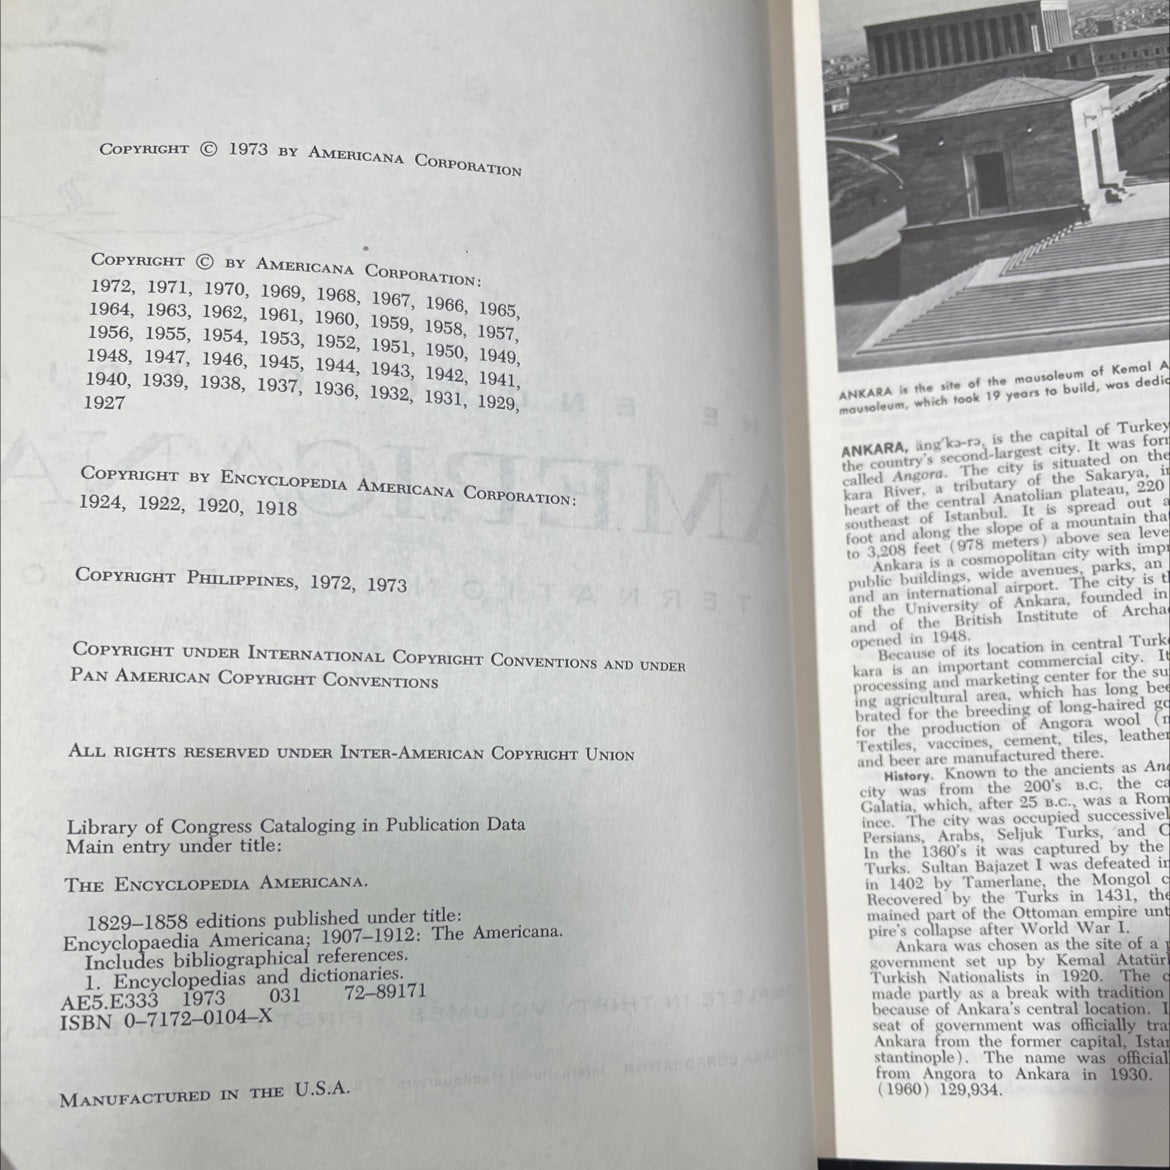 Copyright © 1973 by Americana Corporation
Copyright © by Americana Corporation:
1972, 1971, 1970, 1969, 1968, 1967, 1966, 1965,
1964, 1963, 1962, 1961, 1960, 1959, 1958, 1957,
1956, 1955, 1954, 1953, 1952, 1951, 1950, 1949,
1948, 1947, 1946, 1945, 1944, 1943, 1942, 1941,
1940, 1939, 1938, 1937, 1936, 1932, 1931, 1929,
1927
Copyright by Encyclopedia Americana Corporation:
1924, 1922, 1920, 1918
Copyright Philippines, 1972, 1973
Copyright under International Copyright Conventions and under
Pan American Copyright Conventions
All rights reserved under Inter-American Copyright Union
Library of Congress Cataloging in Publication Data
Main entry under title:
The Encyclopedia Americana.
1829–1858 editions published under title:
Encyclopaedia Americana; 1907–1912: The Americana.
Includes bibliographical references.
1. Encyclopedias and dictionaries.
AE5.E333 1973 031 72–89171
ISBN 0–7172–0104–X
Manufactured in the U.S.A.
ANKARA is the site of the mausoleum of Kemal
mausoleum, which took 19 years to build, was
ANKARA, äng'kə-rə, is the capital of Turkey
the country's second-largest city. It was
called Angora. The city is situated on the
kara River, a tributary of the Sakarya,
heart of the central Anatolian plateau, 220
southeast of Istanbul. It is spread out
foot and along the slope of a mountain
to 3,208 feet (978 meters) above sea
Ankara is a cosmopolitan city with
public buildings, wide avenues, parks, an
and an international airport. The city is
of the University of Ankara, founded in
and of the British Institute of
opened in 1948.
Because of its location in central
kara is an important commercial city. It
processing and marketing center for the
ing agricultural area, which has long
brated for the breeding of long-haired
for the production of Angora wool
Textiles, vaccines, cement, tiles, leather
and beer are manufactured there.
History. Known to the ancients as
city was from the 200's B.C. the
Galatia, which, after 25 B.C., was a
ince. The city was occupied
Persians, Arabs, Seljuk Turks, and
In the 1360's it was captured by the
Turks. Sultan Bajazet I was defeated
in 1402 by Tamerlane, the Mongol
Recovered by the Turks in 1431, the
mained part of the Ottoman empire
pire's collapse after World War I.
Ankara was chosen as the site of a
government set up by Kemal
Turkish Nationalists in 1920. The
made partly as a break with tradition
because of Ankara's central location.
seat of government was officially
Ankara from the former capital,
stantinople). The name was
from Angora to Ankara in 1930.
(1960) 129,934.